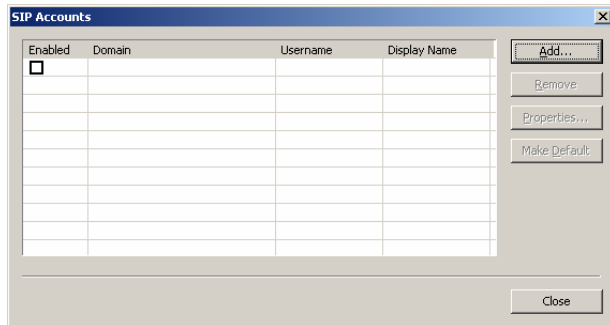 SIP Accounts
Enabled Domain Username Display Name
Add...
Remove
Properties...
Make Default
Close